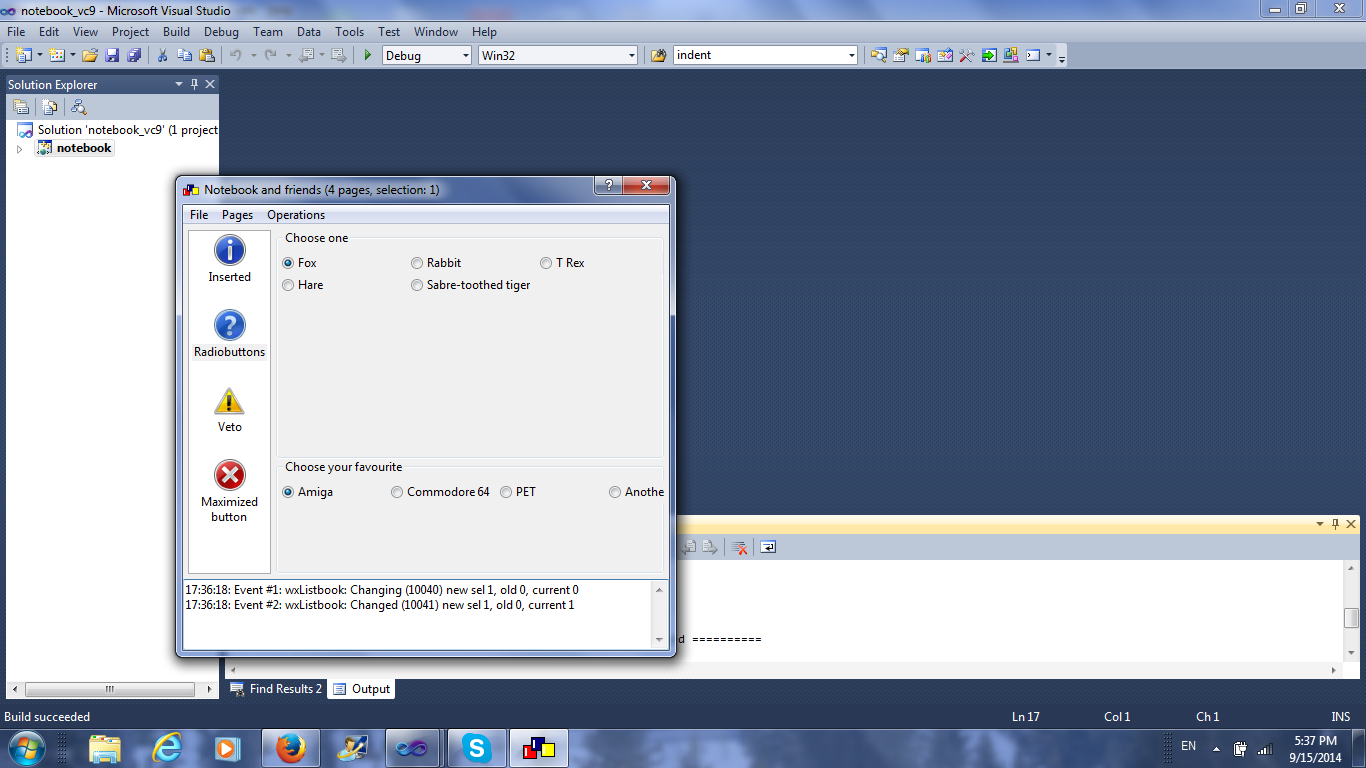 notebook_vc9 - Microsoft Visual Studio
File Edit View Project Build Debug Team Data Tools Test Window Help
Debug Win32 indent
Solution Explorer
Solution 'notebook_vc9' (1 project
notebook
Notebook and friends (4 pages, selection: 1)
File Pages Operations
Inserted
Radiobuttons
Veto
Maximized
button
Choose one
Fox Rabbit T Rex
Hare Sabre-toothed tiger
Choose your favourite
Amiga Commodore 64 PET Anothe
17:36:18: Event #1: wxListbook: Changing (10040) new sel 1, old 0, current 0
17:36:18: Event #2: wxListbook: Changed (10041) new sel 1, old 0, current 1
d ==========
Find Results 2 Output
Build succeeded Ln 17 Col 1 Ch 1 INS
EN 5:37 PM
9/15/2014